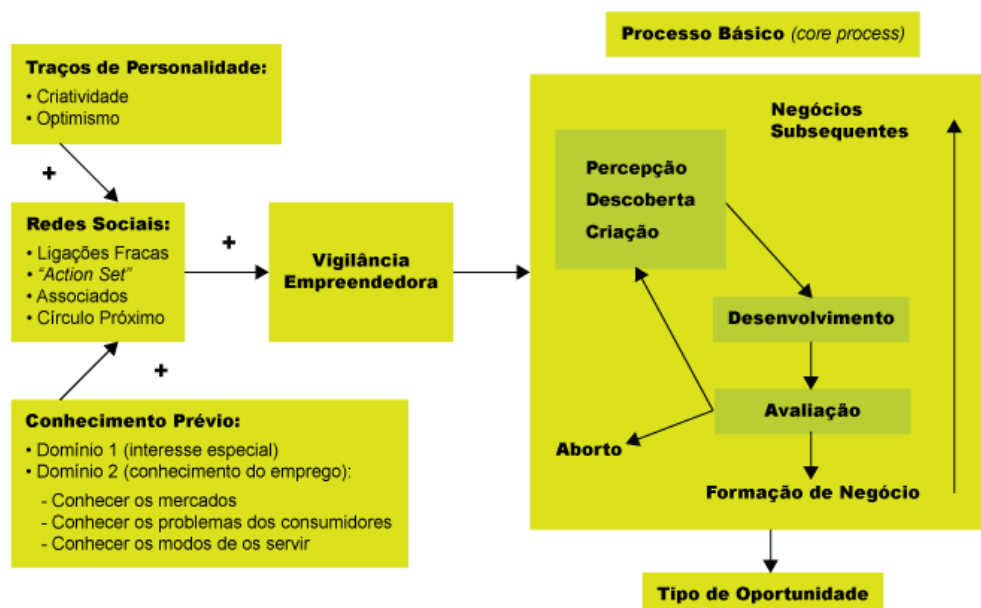 Processo Básico (core process)
Traços de Personalidade:
• Criatividade
• Optimismo
+
Redes Sociais:
• Ligações Fracas
• “Action Set”
• Associados
• Círculo Próximo
+
Vigilância
Empreendedora
+
Conhecimento Prévio:
• Domínio 1 (interesse especial)
• Domínio 2 (conhecimento do emprego):
- Conhecer os mercados
- Conhecer os problemas dos consumidores
- Conhecer os modos de os servir
Negócios
Subsequentes
Percepção
Descoberta
Criação
Desenvolvimento
Avaliação
Aborto
Formação de Negócio
Tipo de Oportunidade